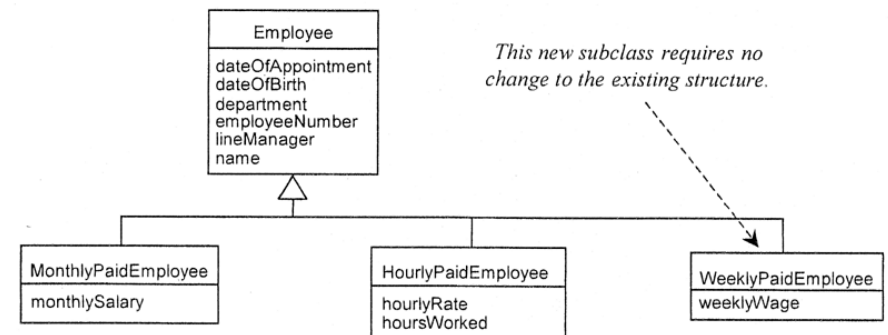 Employee
dateOfAppointment
dateOfBirth
department
employeeNumber
lineManager
name
This new subclass requires no
change to the existing structure.
MonthlyPaidEmployee
monthlySalary
HourlyPaidEmployee
hourlyRate
hoursWorked
WeeklyPaidEmployee
weeklyWage